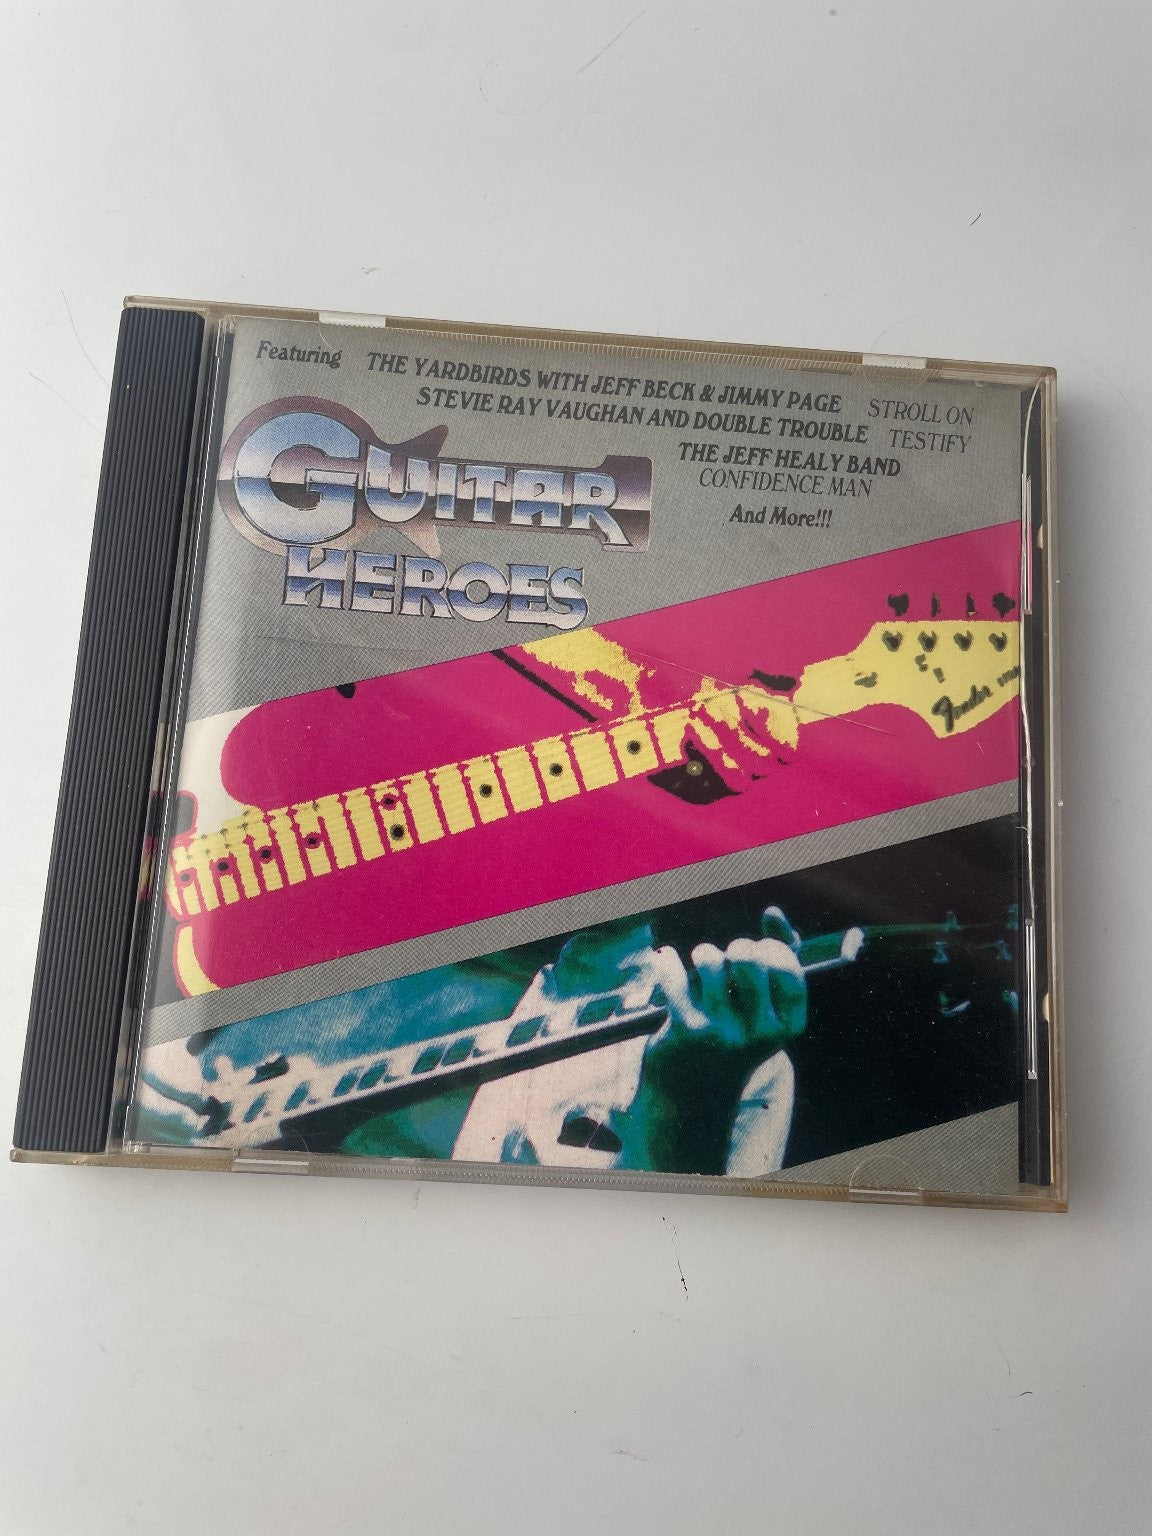 Featuring THE YARDBIRDS WITH JEFF BECK & JIMMY PAGE STROLL ON
STEVIE RAY VAUGHAN AND DOUBLE TROUBLE TESTIFY
THE JEFF HEALY BAND
CONFIDENCE MAN
And More!!!
GUITAR
HEROES
Fender